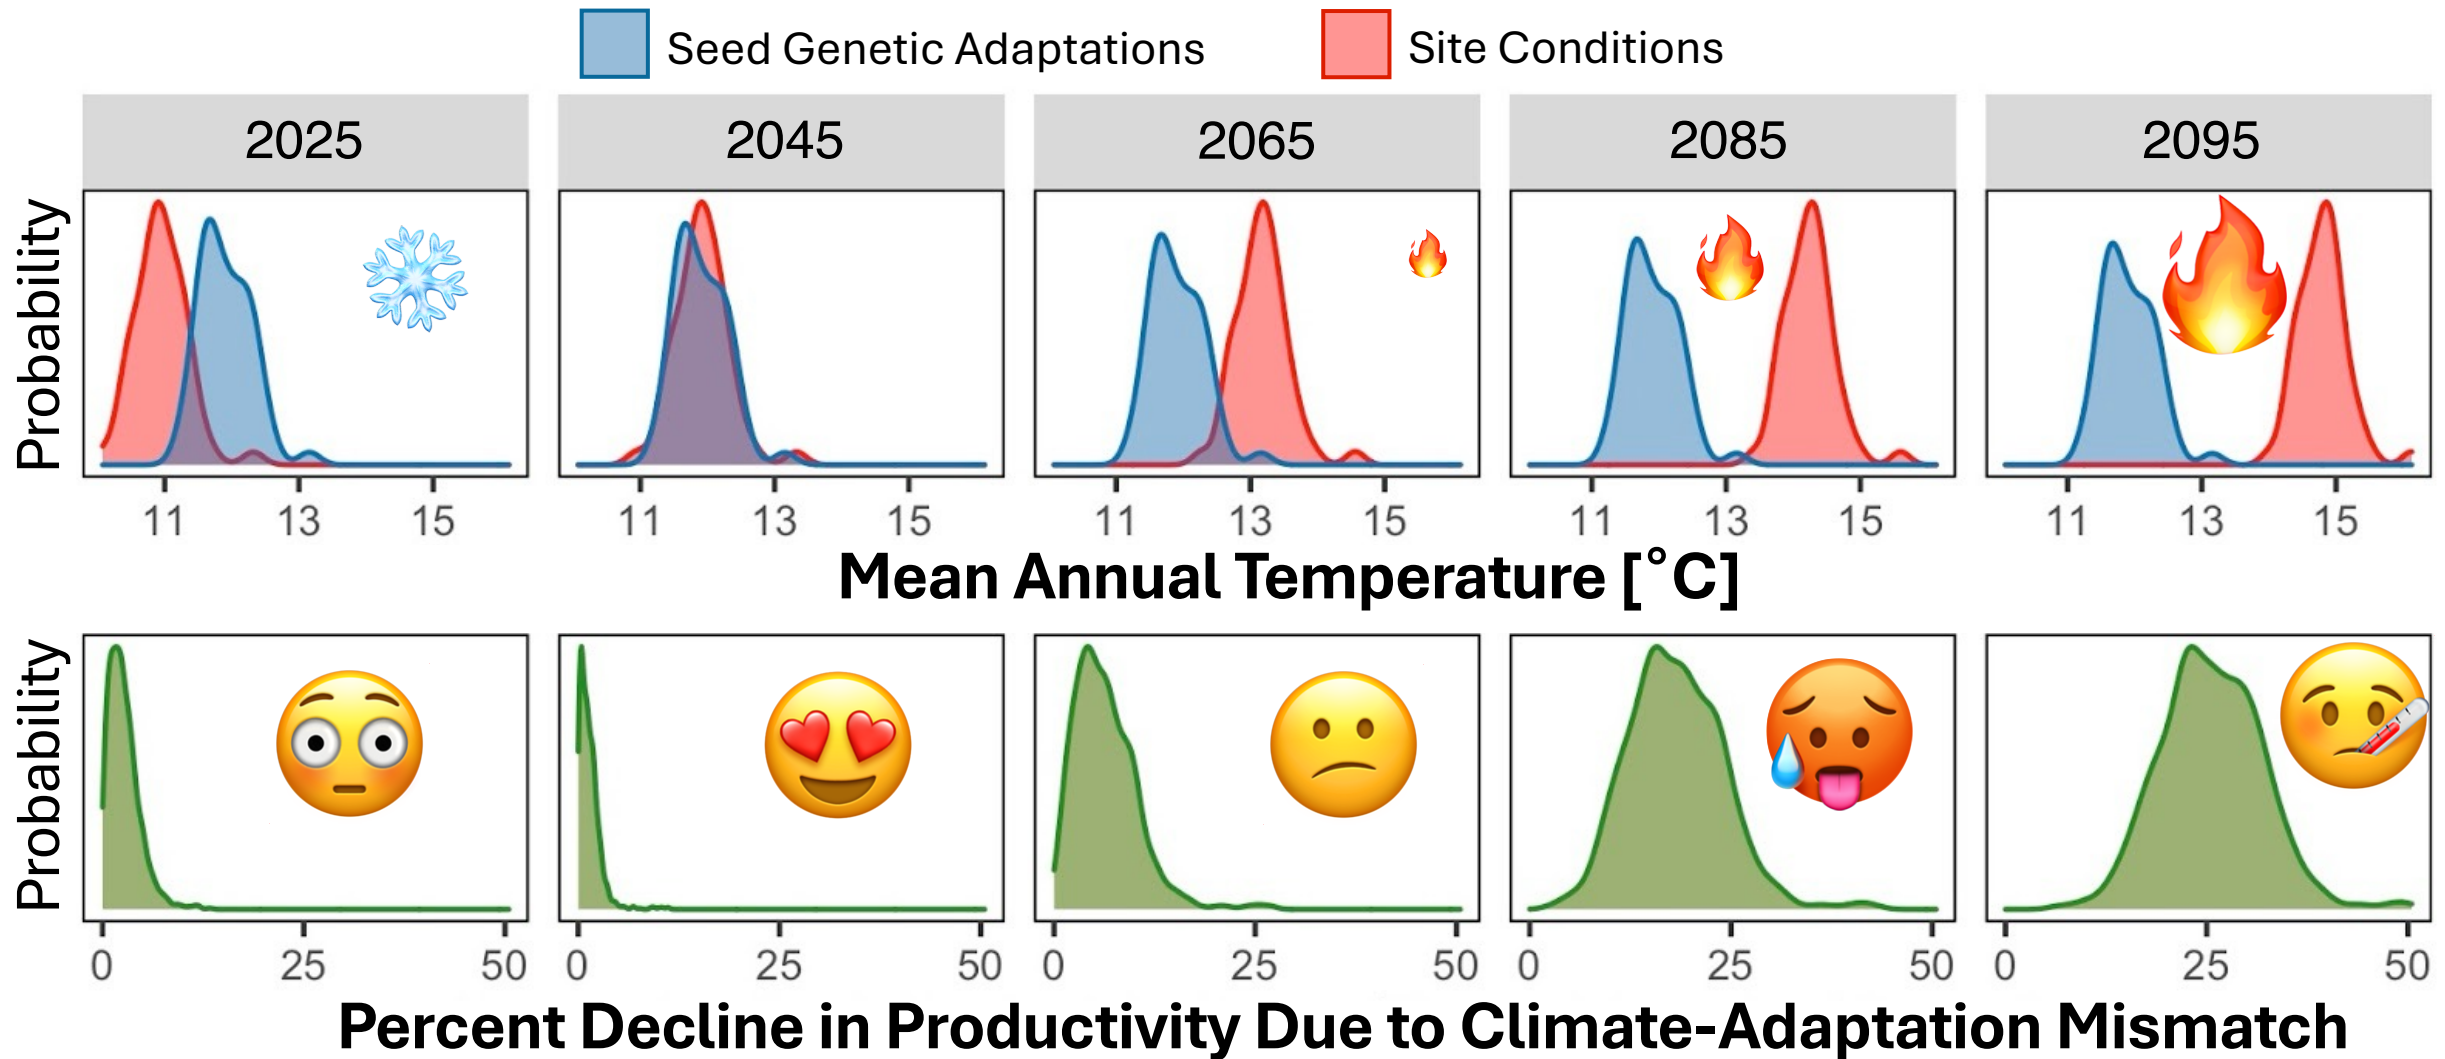 Seed Genetic Adaptations
Site Conditions
2025
2045
2065
2085
2095
Probability
11 13 15
11 13 15
11 13 15
11 13 15
11 13 15
Mean Annual Temperature [°C]
Probability
0 25 50
0 25 50
0 25 50
0 25 50
0 25 50
Percent Decline in Productivity Due to Climate-Adaptation Mismatch